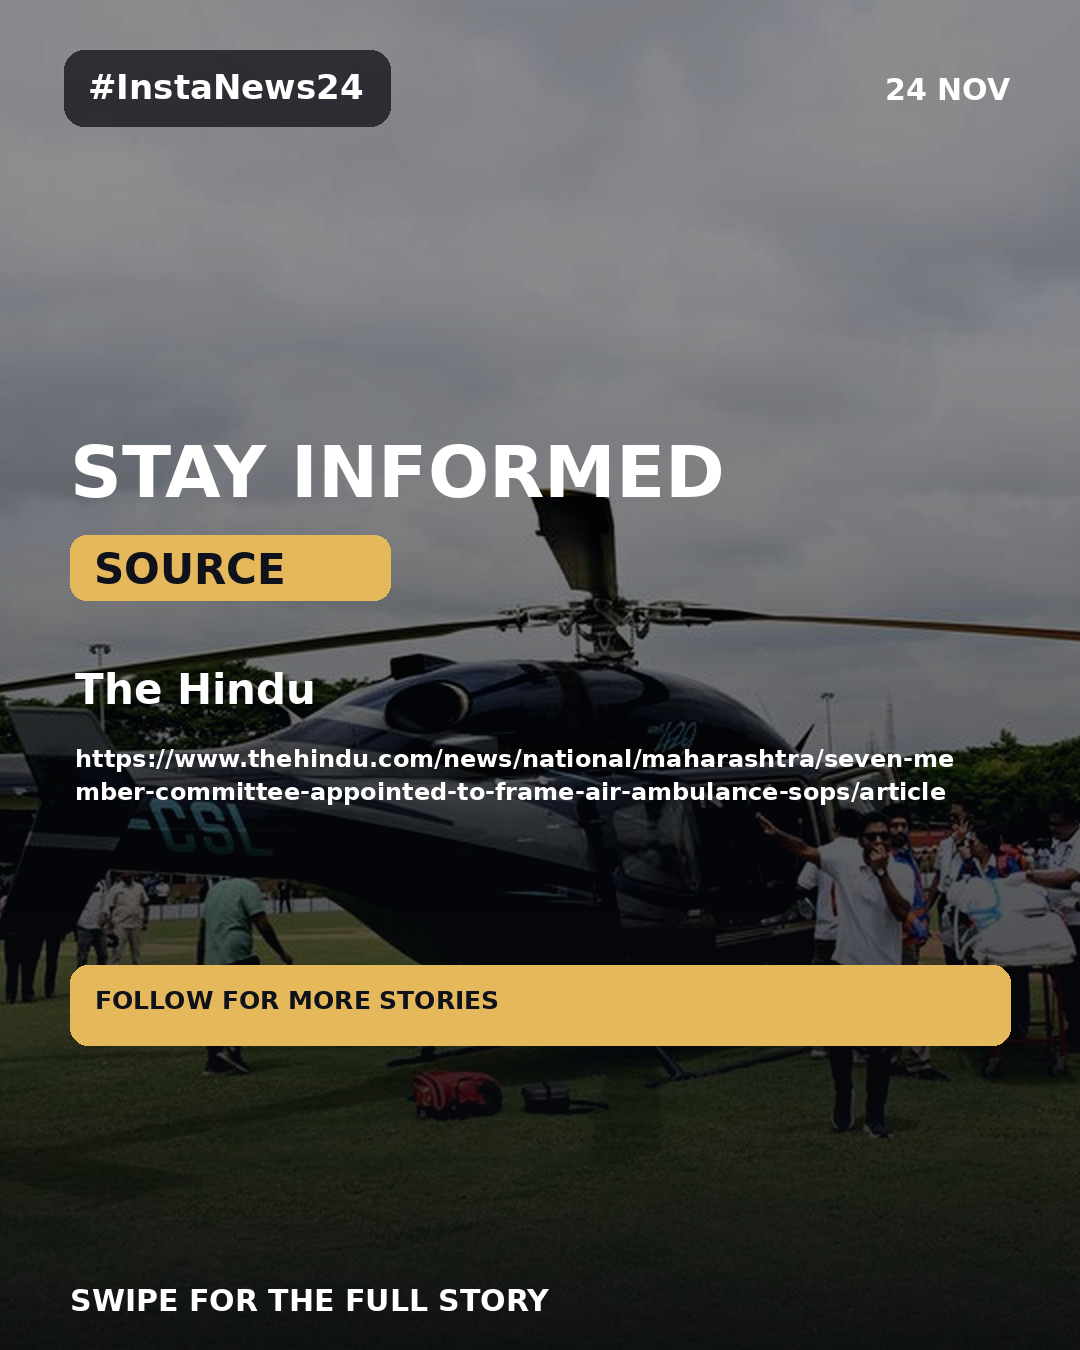 #InstaNews24
24 NOV
STAY INFORMED
SOURCE
The Hindu
https://www.thehindu.com/news/national/maharashtra/seven-me
mber-committee-appointed-to-frame-air-ambulance-sops/article
-CSL
FOLLOW FOR MORE STORIES
SWIPE FOR THE FULL STORY